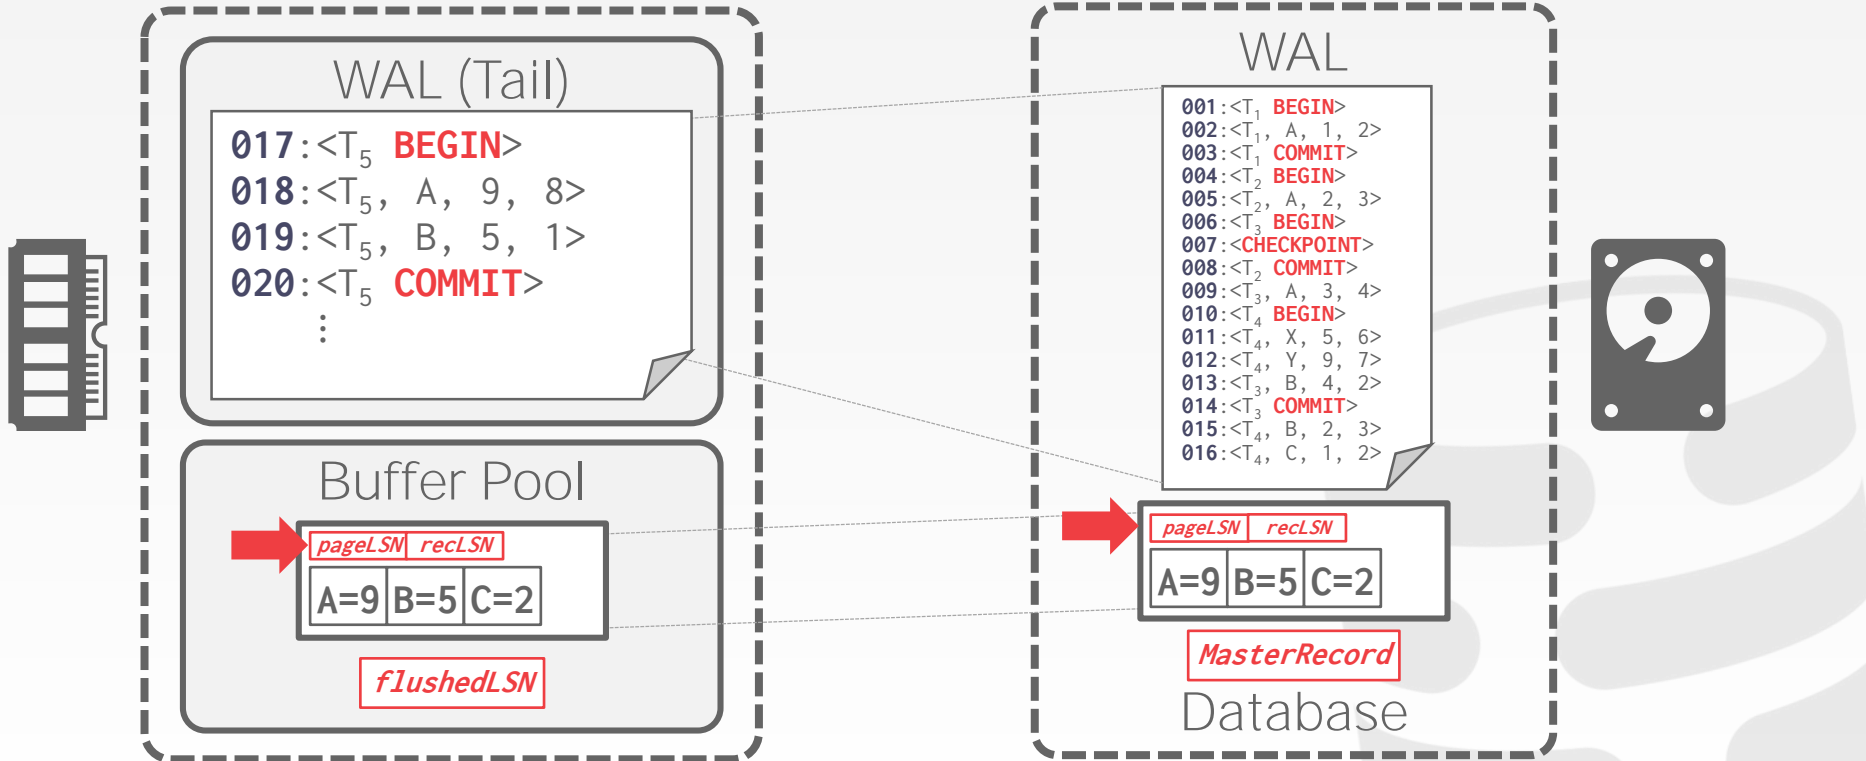 WAL (Tail)
017:<T5 BEGIN>
018:<T5, A, 9, 8>
019:<T5, B, 5, 1>
020:<T5 COMMIT>
⋮
Buffer Pool
pageLSN recLSN
A=9 B=5 C=2
flushedLSN
WAL
001:<T1 BEGIN>
002:<T1, A, 1, 2>
003:<T1 COMMIT>
004:<T2 BEGIN>
005:<T2, A, 2, 3>
006:<T3 BEGIN>
007:<CHECKPOINT>
008:<T2 COMMIT>
009:<T3, A, 3, 4>
010:<T4 BEGIN>
011:<T4, X, 5, 6>
012:<T4, Y, 9, 7>
013:<T3, B, 4, 2>
014:<T3 COMMIT>
015:<T4, B, 2, 3>
016:<T4, C, 1, 2>
pageLSN recLSN
A=9 B=5 C=2
MasterRecord
Database